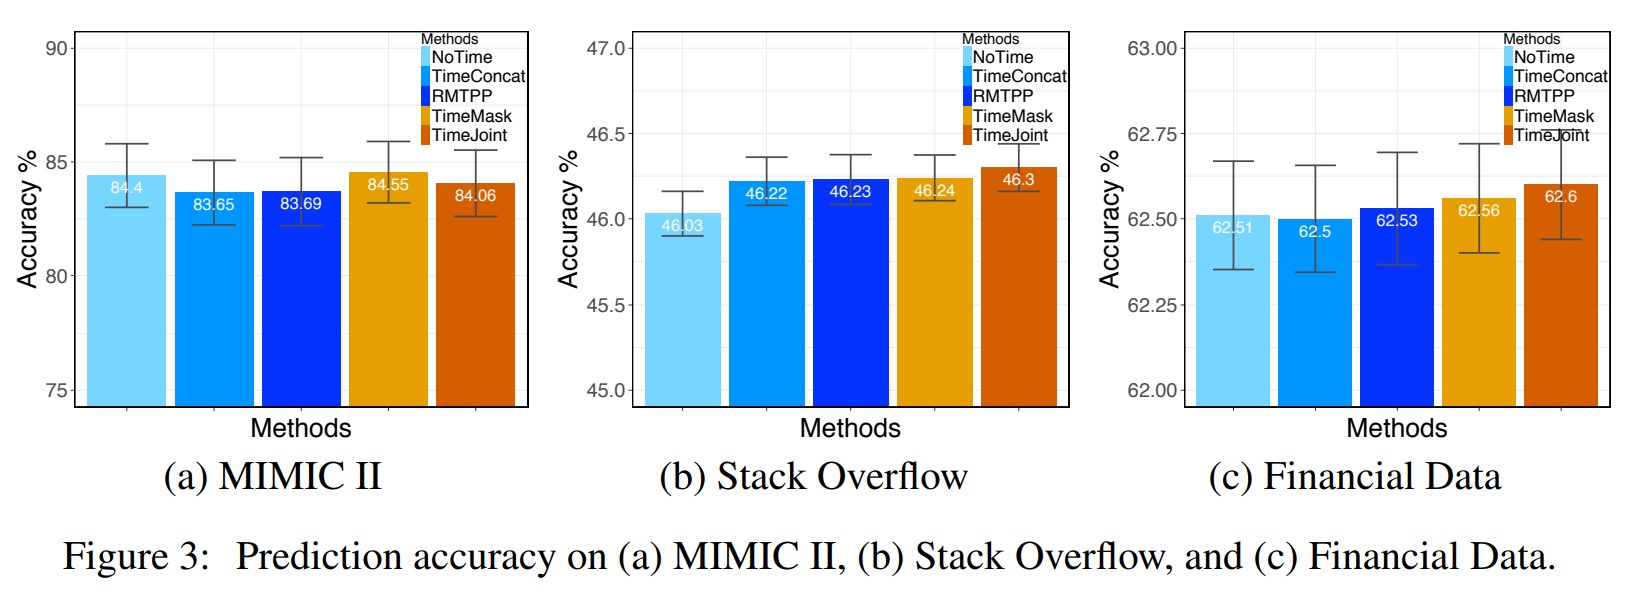 Methods
NoTime
TimeConcat
RMTPP
TimeMask
TimeJoint
90
85
80
75
Accuracy %
84.4
83.65
83.69
84.55
84.06
Methods
(a) MIMIC II
Methods
NoTime
TimeConcat
RMTPP
TimeMask
TimeJoint
47.0
46.5
46.0
45.5
45.0
Accuracy %
46.03
46.22
46.23
46.24
46.3
Methods
(b) Stack Overflow
Methods
NoTime
TimeConcat
RMTPP
TimeMask
TimeJoint
63.00
62.75
62.50
62.25
62.00
Accuracy %
62.51
62.5
62.53
62.56
62.6
Methods
(c) Financial Data
Figure 3: Prediction accuracy on (a) MIMIC II, (b) Stack Overflow, and (c) Financial Data.